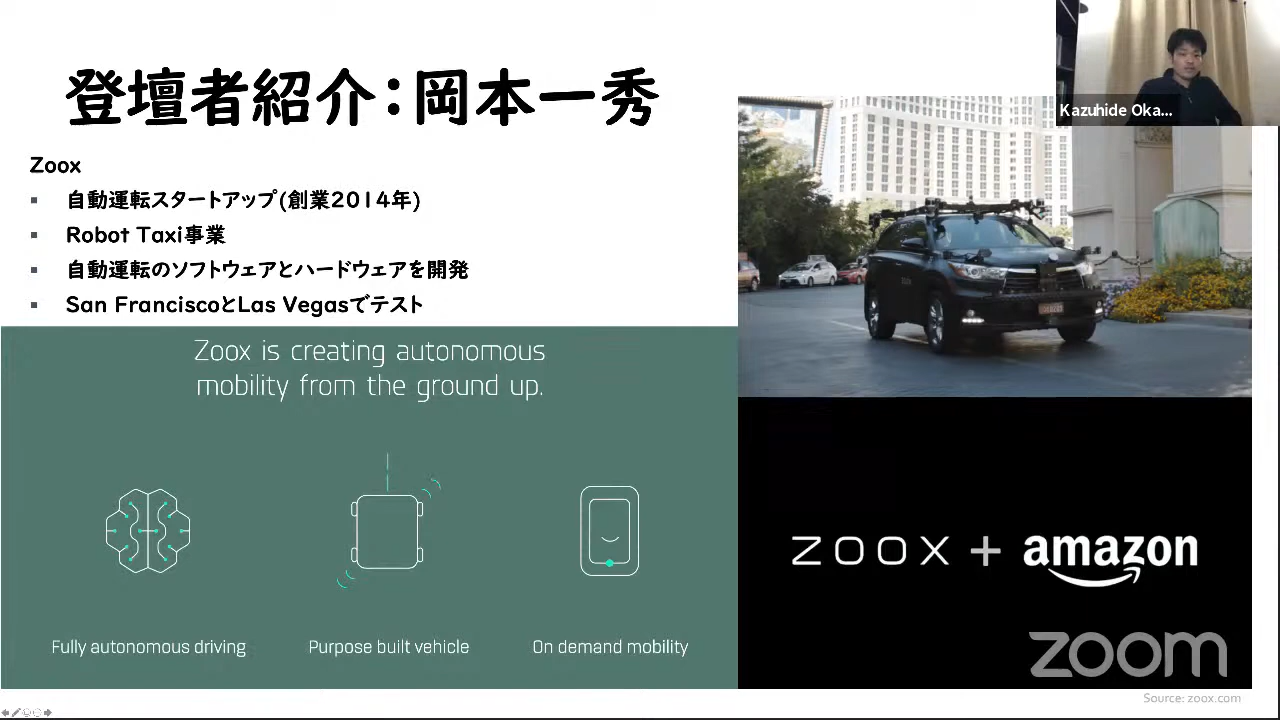 登壇者紹介：岡本一秀
Kazuhide Oka...
Zoox
▪ 自動運転スタートアップ(創業2014年)
▪ Robot Taxi事業
▪ 自動運転のソフトウェアとハードウェアを開発
▪ San FranciscoとLas Vegasでテスト
Zoox is creating autonomous
mobility from the ground up.
Fully autonomous driving
Purpose built vehicle
On demand mobility
ZOOX + amazon
zoom
Source: zoox.com